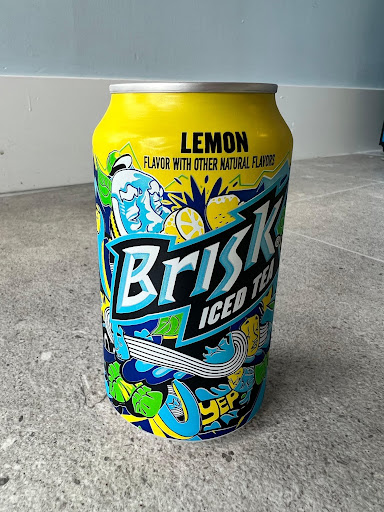 LEMON
FLAVOR WITH OTHER NATURAL FLAVORS
BRISK
ICED TEA
YEP